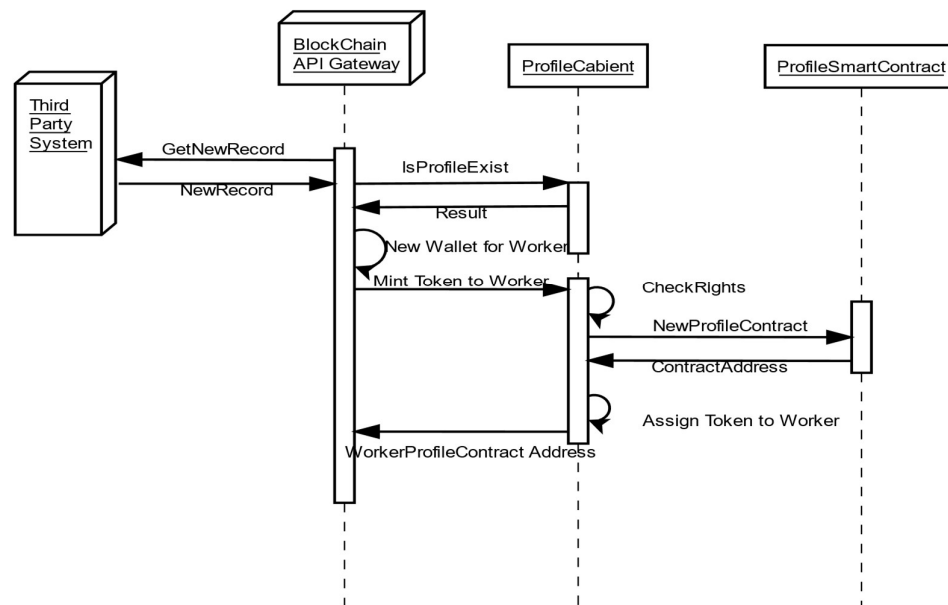 BlockChain
API Gateway
ProfileCabient
ProfileSmartContract
Third
Party
System
GetNewRecord
NewRecord
IsProfileExist
Result
New Wallet for Worker
Mint Token to Worker
CheckRIghts
NewProfileContract
ContractAddress
Assign Token to Worker
WorkerProfileContract Address